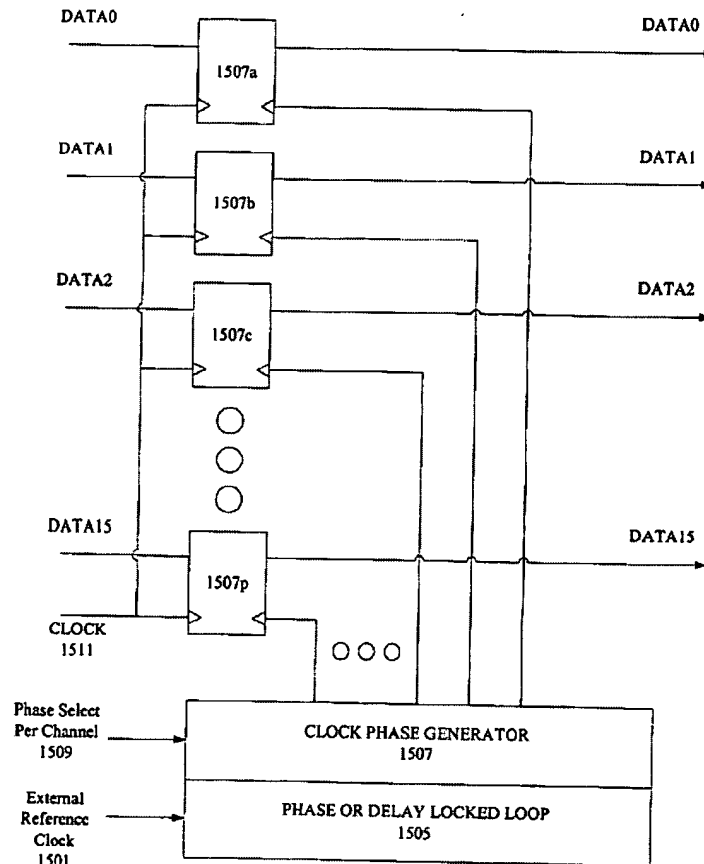 DATA0
DATA0
1507a
DATA1
DATA1
1507b
DATA2
DATA2
1507c
DATA15
DATA15
1507p
CLOCK
1511
Phase Select
Per Channel
1509
CLOCK PHASE GENERATOR
1507
External
Reference
Clock
1501
PHASE OR DELAY LOCKED LOOP
1505